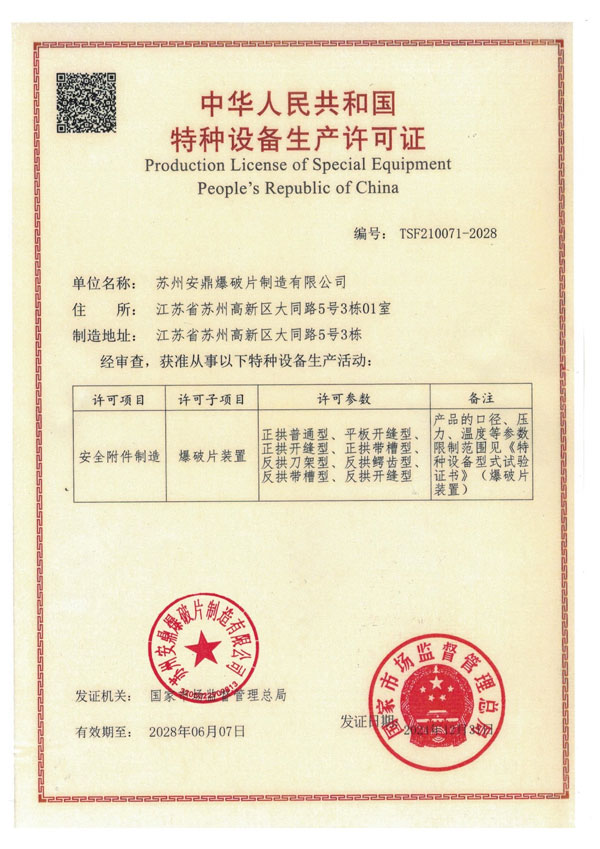 中华人民共和国
特种设备生产许可证
Production License of Special Equipment
People's Republic of China
编号： TSF210071-2028
单位名称： 苏州安鼎爆破片制造有限公司
住 所： 江苏省苏州高新区大同路5号3栋01室
制造地址： 江苏省苏州高新区大同路5号3栋
经审查，获准从事以下特种设备生产活动：
许可项目 许可子项目 许可参数 备注
安全附件制造 爆破片装置
正拱普通型、平板开缝型、
正拱开缝型、正拱带槽型、
反拱刀架型、反拱鳄齿型、
反拱带槽型、反拱开缝型
产品的口径、压
力、温度等参数
限制范围见《特
种设备型式试验
证书》（爆破片
装置）
苏州安鼎爆破片制造有限公司
国家市场监督管理总局
发证机关： 国家市场监督管理总局
有效期至： 2028年06月07日
发证日期： 2021年12月